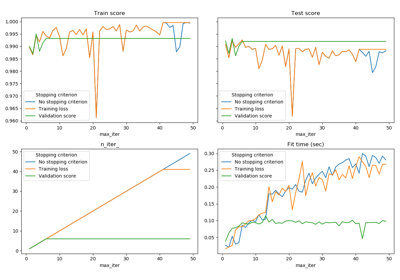 Train score
Test score
1.000
0.995
0.990
0.985
0.980
0.975
0.970
0.965
0.960
Stopping criterion
No stopping criterion
Training loss
Validation score
Stopping criterion
No stopping criterion
Training loss
Validation score
0 10 20 30 40 50
max_iter
0 10 20 30 40 50
max_iter
n_iter_
Fit time (sec)
50
40
30
20
10
0
Stopping criterion
No stopping criterion
Training loss
Validation score
0.30
0.25
0.20
0.15
0.10
0.05
0.00
Stopping criterion
No stopping criterion
Training loss
Validation score
0 10 20 30 40 50
max_iter
0 10 20 30 40 50
max_iter